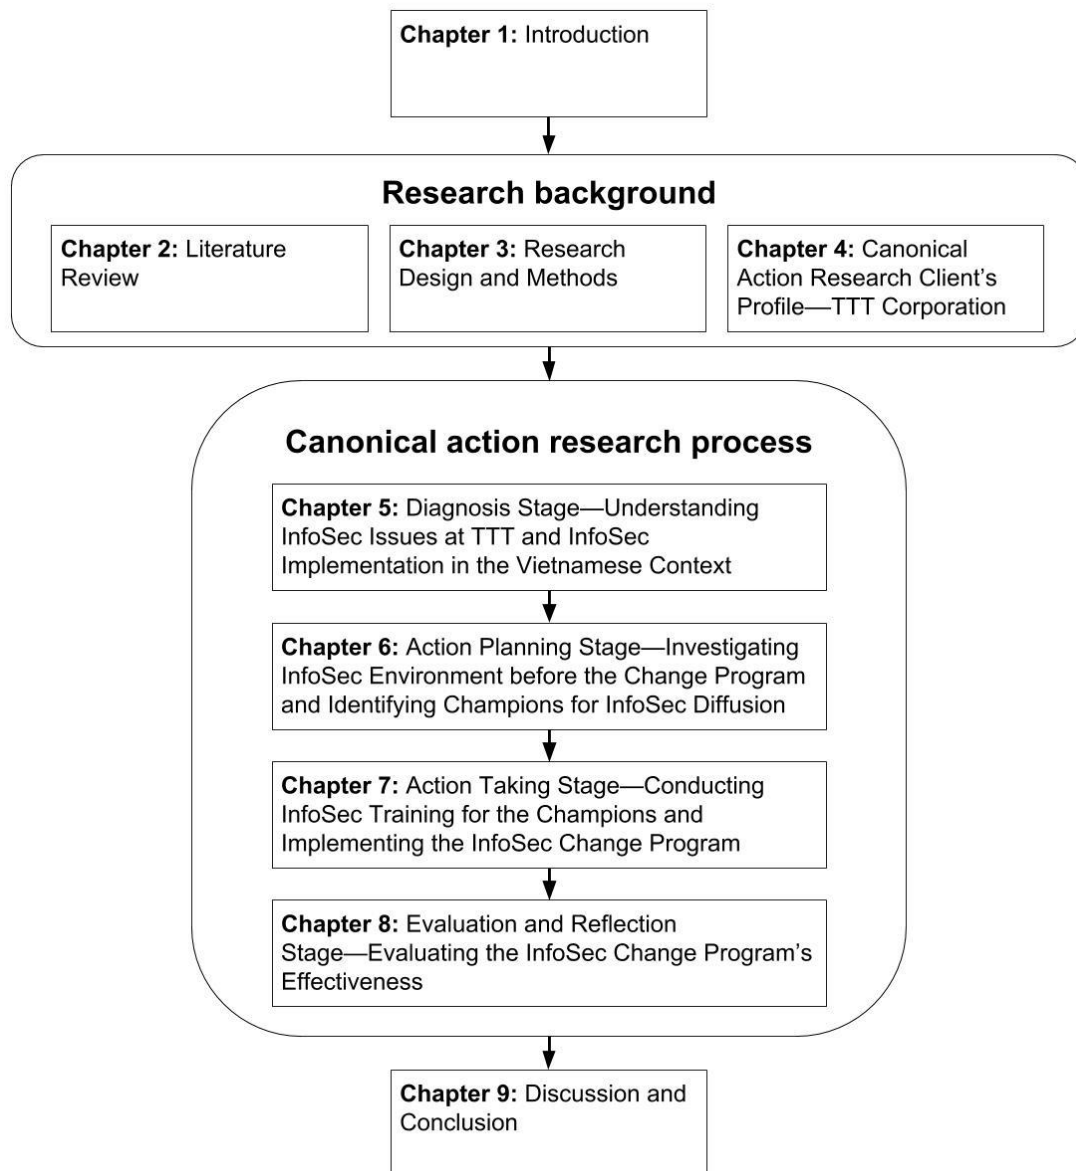 Chapter 1: Introduction
Research background
Chapter 2: Literature
Review
Chapter 3: Research
Design and Methods
Chapter 4: Canonical
Action Research Client’s
Profile—TTT Corporation
Canonical action research process
Chapter 5: Diagnosis Stage—Understanding
InfoSec Issues at TTT and InfoSec
Implementation in the Vietnamese Context
Chapter 6: Action Planning Stage—Investigating
InfoSec Environment before the Change Program
and Identifying Champions for InfoSec Diffusion
Chapter 7: Action Taking Stage—Conducting
InfoSec Training for the Champions and
Implementing the InfoSec Change Program
Chapter 8: Evaluation and Reflection
Stage—Evaluating the InfoSec Change Program’s
Effectiveness
Chapter 9: Discussion and
Conclusion